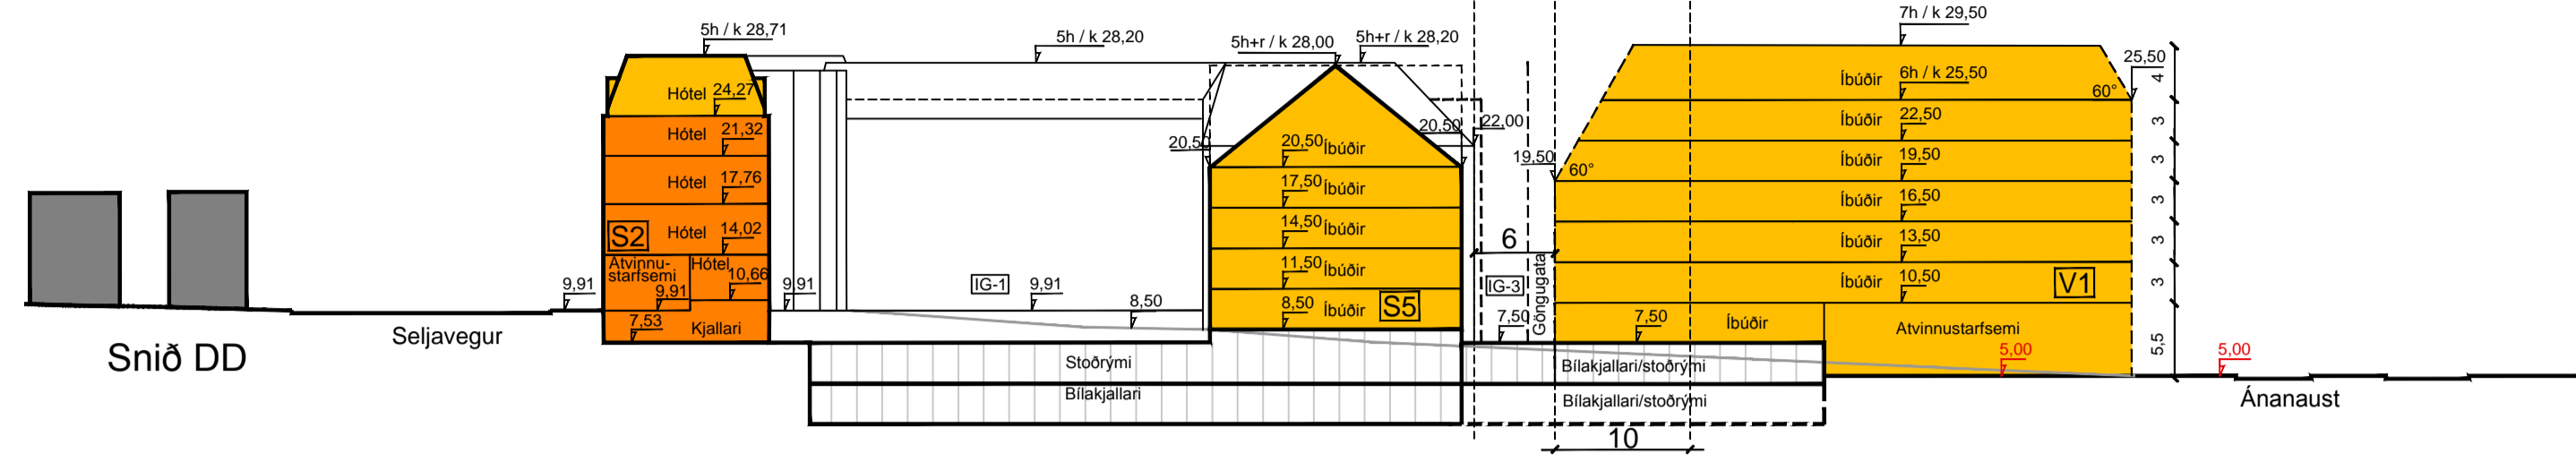 5h / k 28,71
5h / k 28,20
5h+r / k 28,00
5h+r / k 28,20
7h / k 29,50
25,50
4
Hótel 24,27
Íbúðir 6h / k 25,50
60°
Hótel 21,32
20,50
20,50
22,00
Íbúðir 22,50
3
20,50 Íbúðir
19,50
60°
Íbúðir 19,50
3
Hótel 17,76
17,50 Íbúðir
Íbúðir 16,50
3
S2
Hótel 14,02
14,50 Íbúðir
6
Íbúðir 13,50
3
Atvinnu-
starfsemi
Hótel
10,66
9,91
9,91
9,91
IG-1
9,91
11,50 Íbúðir
IG-3
Göngugata
Íbúðir 10,50
V1
3
8,50
8,50 Íbúðir
S5
7,53
Kjallari
7,50
7,50
Íbúðir
Atvinnustarfsemi
5,5
Seljavegur
Snið DD
Stoðrými
Bílakjallari/stoðrými
5,00
5,00
Bílakjallari
Bílakjallari/stoðrými
Ánanaust
10